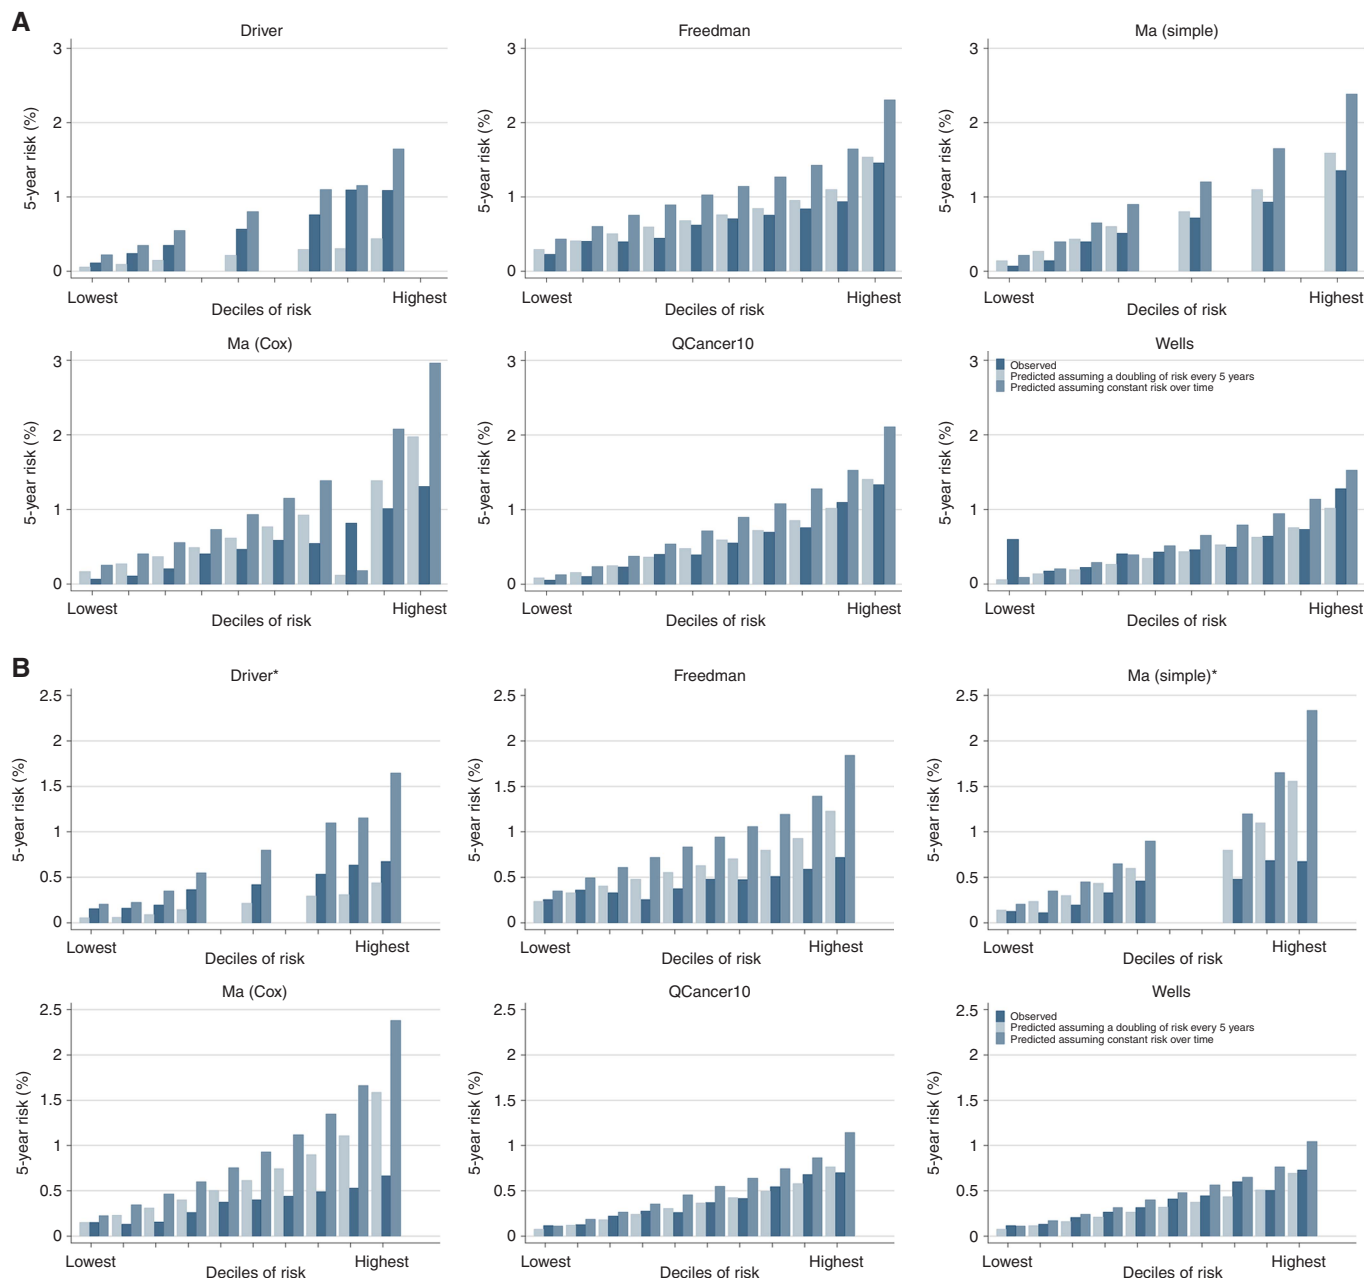 A
Driver
Freedman
Ma (simple)
5-year risk (%)
3
2
1
0
Lowest
Highest
Deciles of risk
5-year risk (%)
3
2
1
0
Lowest
Highest
Deciles of risk
5-year risk (%)
3
2
1
0
Lowest
Highest
Deciles of risk
Ma (Cox)
QCancer10
Wells
5-year risk (%)
3
2
1
0
Lowest
Highest
Deciles of risk
5-year risk (%)
3
2
1
0
Lowest
Highest
Deciles of risk
5-year risk (%)
3
2
1
0
Observed
Predicted assuming a doubling of risk every 5 years
Predicted assuming constant risk over time
Lowest
Highest
Deciles of risk
B
Driver*
Freedman
Ma (simple)*
5-year risk (%)
2.5
2
1.5
1
0.5
0
Lowest
Highest
Deciles of risk
5-year risk (%)
2.5
2
1.5
1
0.5
0
Lowest
Highest
Deciles of risk
5-year risk (%)
2.5
2
1.5
1
0.5
0
Lowest
Highest
Deciles of risk
Ma (Cox)
QCancer10
Wells
5-year risk (%)
2.5
2
1.5
1
0.5
0
Lowest
Highest
Deciles of risk
5-year risk (%)
2.5
2
1.5
1
0.5
0
Lowest
Highest
Deciles of risk
5-year risk (%)
2.5
2
1.5
1
0.5
0
Observed
Predicted assuming a doubling of risk every 5 years
Predicted assuming constant risk over time
Lowest
Highest
Deciles of risk